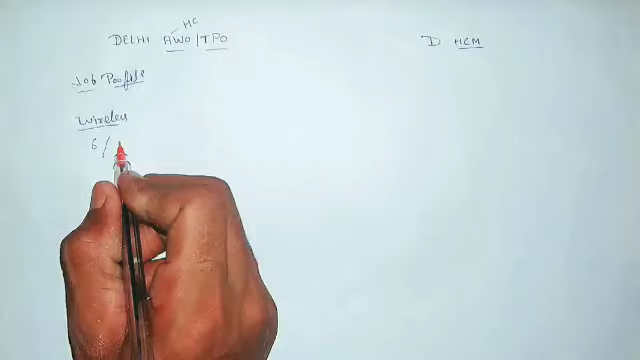 HC
DELHI AWO/TPO
D HCM
Job Profile
Wireless
6/